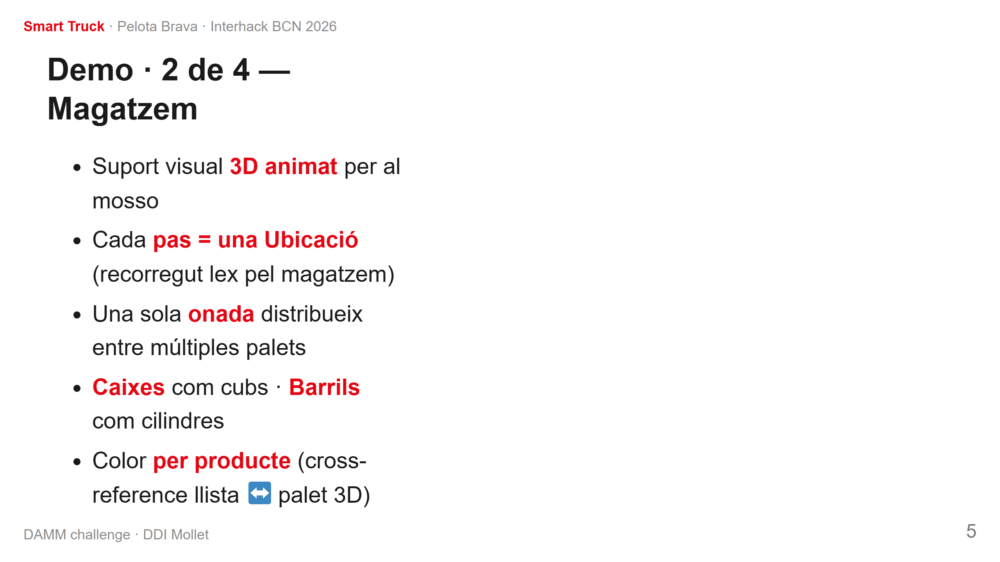 Smart Truck · Pelota Brava · Interhack BCN 2026
Demo · 2 de 4 —
Magatzem
• Suport visual 3D animat per al
mosso
• Cada pas = una Ubicació
(recorregut lex pel magatzem)
• Una sola onada distribueix
entre múltiples palets
• Caixes com cubs · Barrils
com cilindres
• Color per producte (cross-
reference llista ↔️ palet 3D)
DAMM challenge · DDI Mollet
5